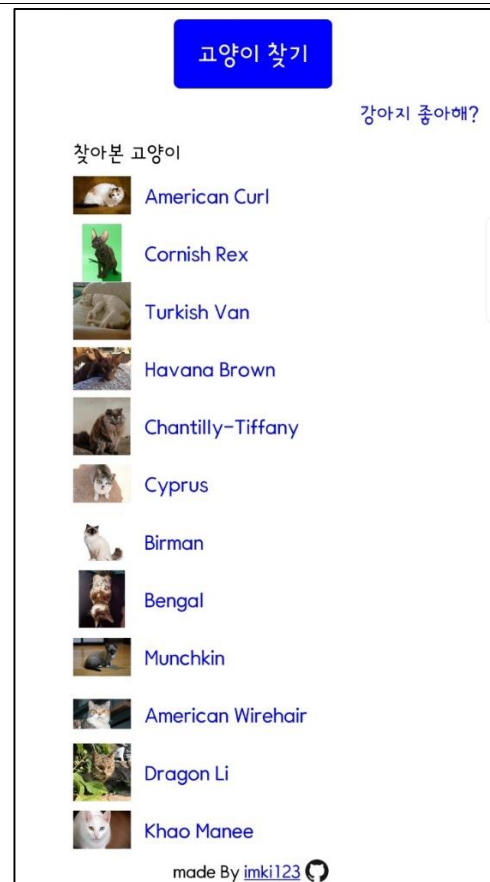 고양이 찾기
강아지 좋아해?
찾아본 고양이
American Curl
Cornish Rex
Turkish Van
Havana Brown
Chantilly-Tiffany
Cyprus
Birman
Bengal
Munchkin
American Wirehair
Dragon Li
Khao Manee
made By imki123